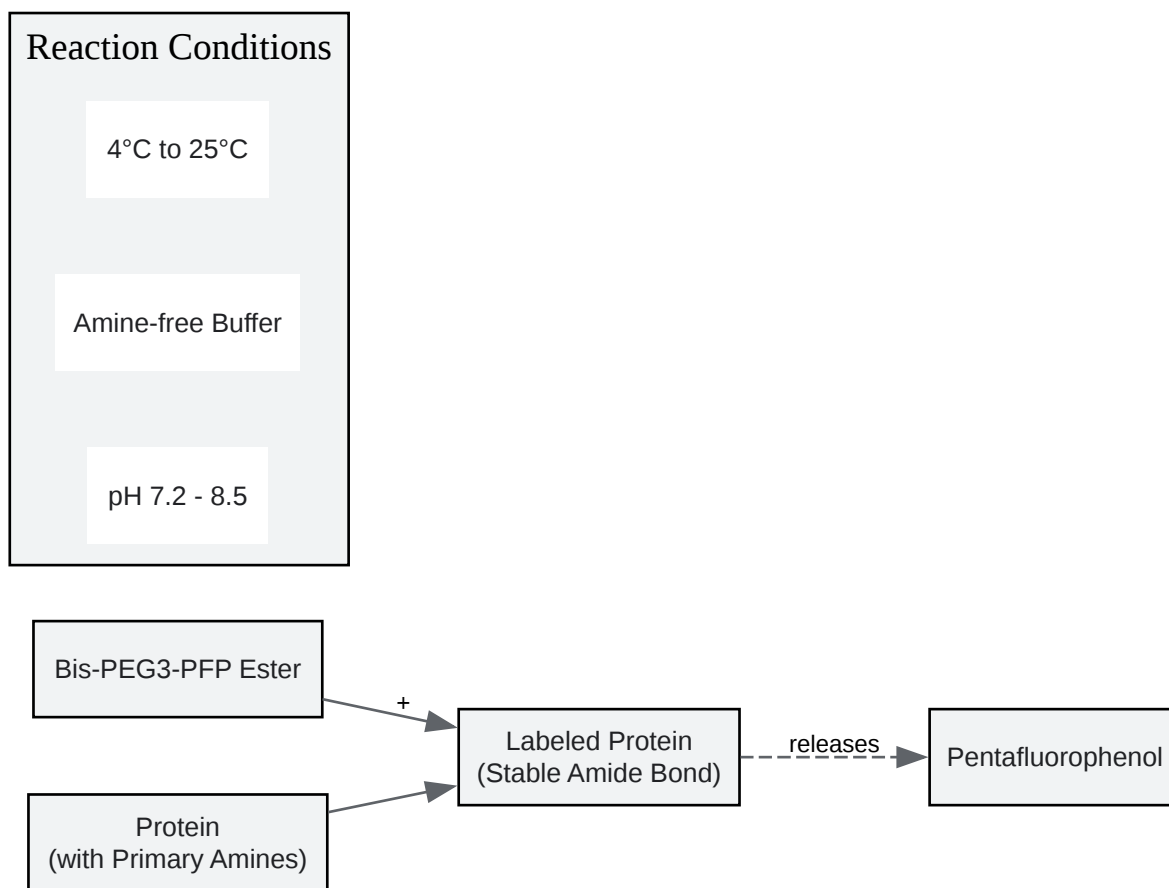 Reaction Conditions
4°C to 25°C
Amine-free Buffer
pH 7.2 - 8.5
Bis-PEG3-PFP Ester
+
Labeled Protein
(Stable Amide Bond)
releases
Pentafluorophenol
Protein
(with Primary Amines)